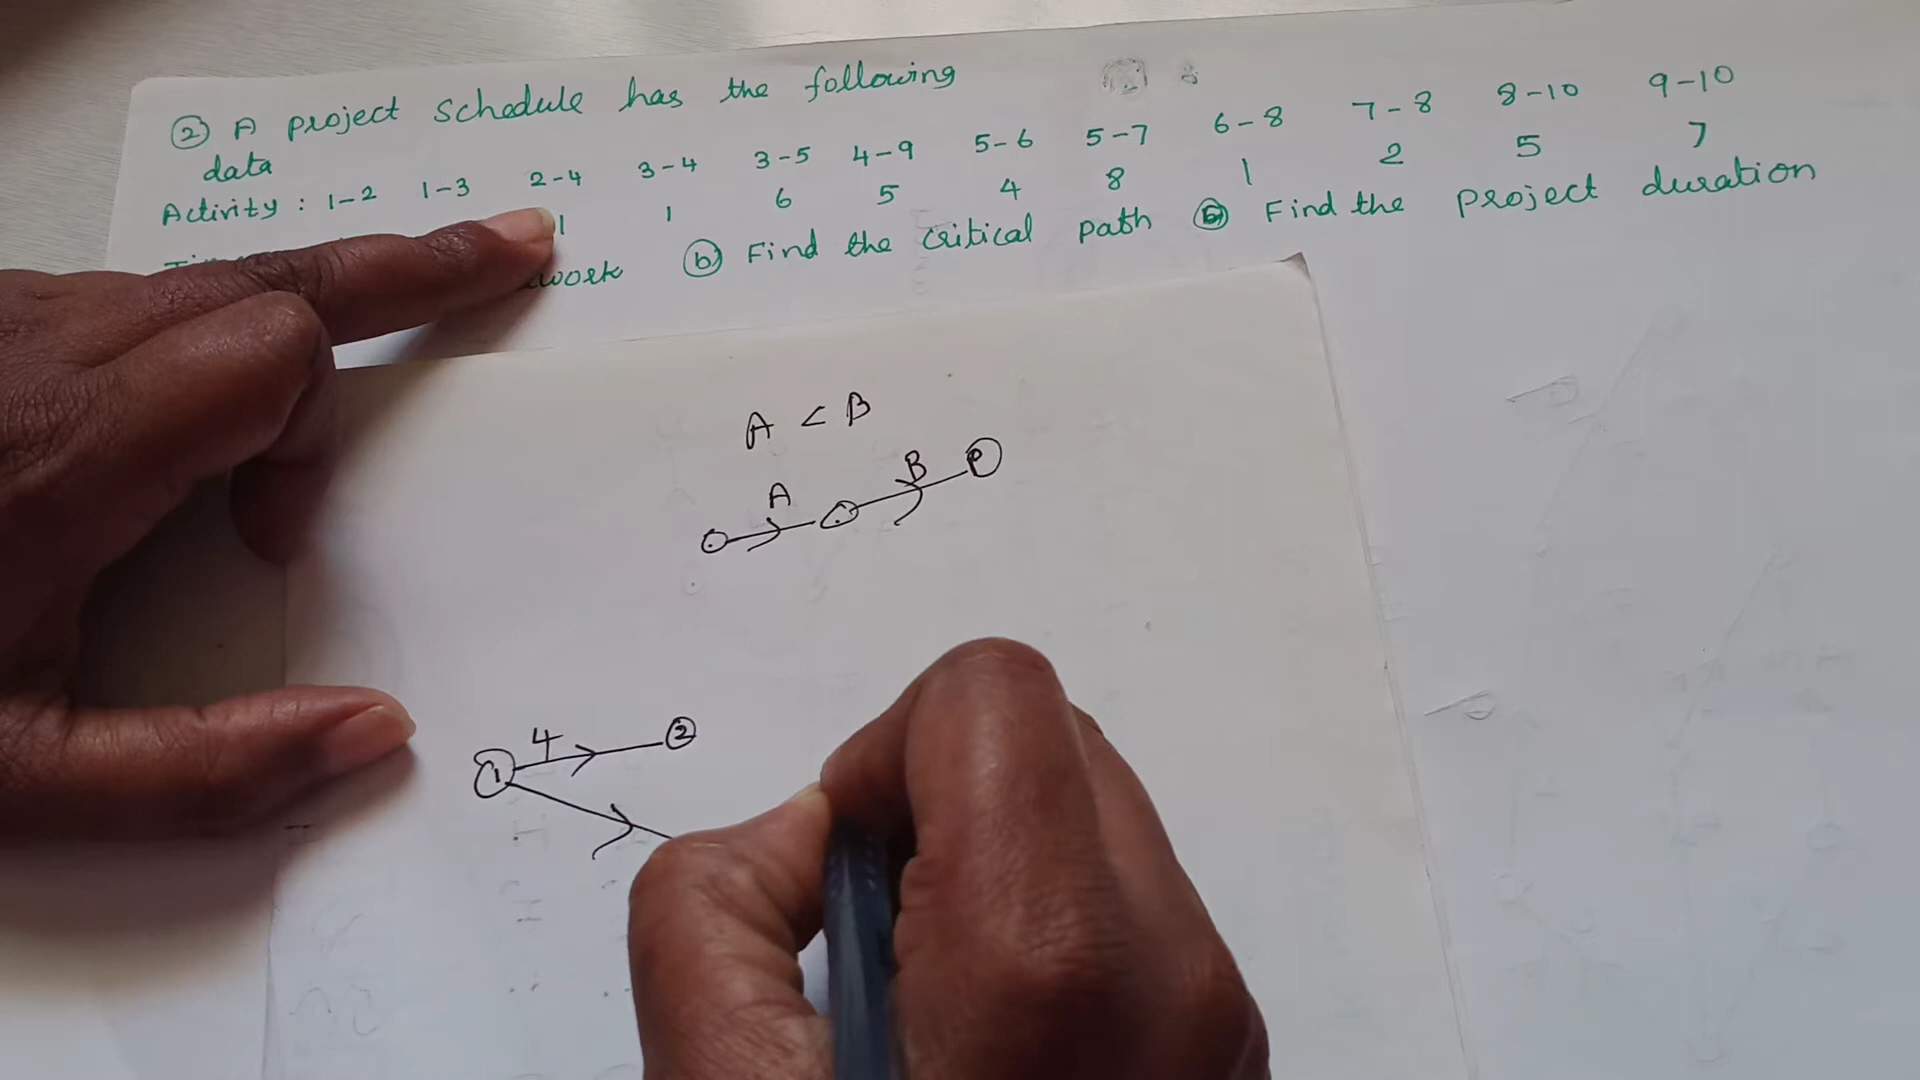 ② A project schedule has the following
data
Activity : 1-2 1-3 2-4 3-4 3-5 4-9 5-6 5-7 6-8 7-8 8-10 9-10
1 1 6 5 4 8 1 2 5 7
ⓑ Find the critical path Find the project duration
A < B
A B
4
① ②